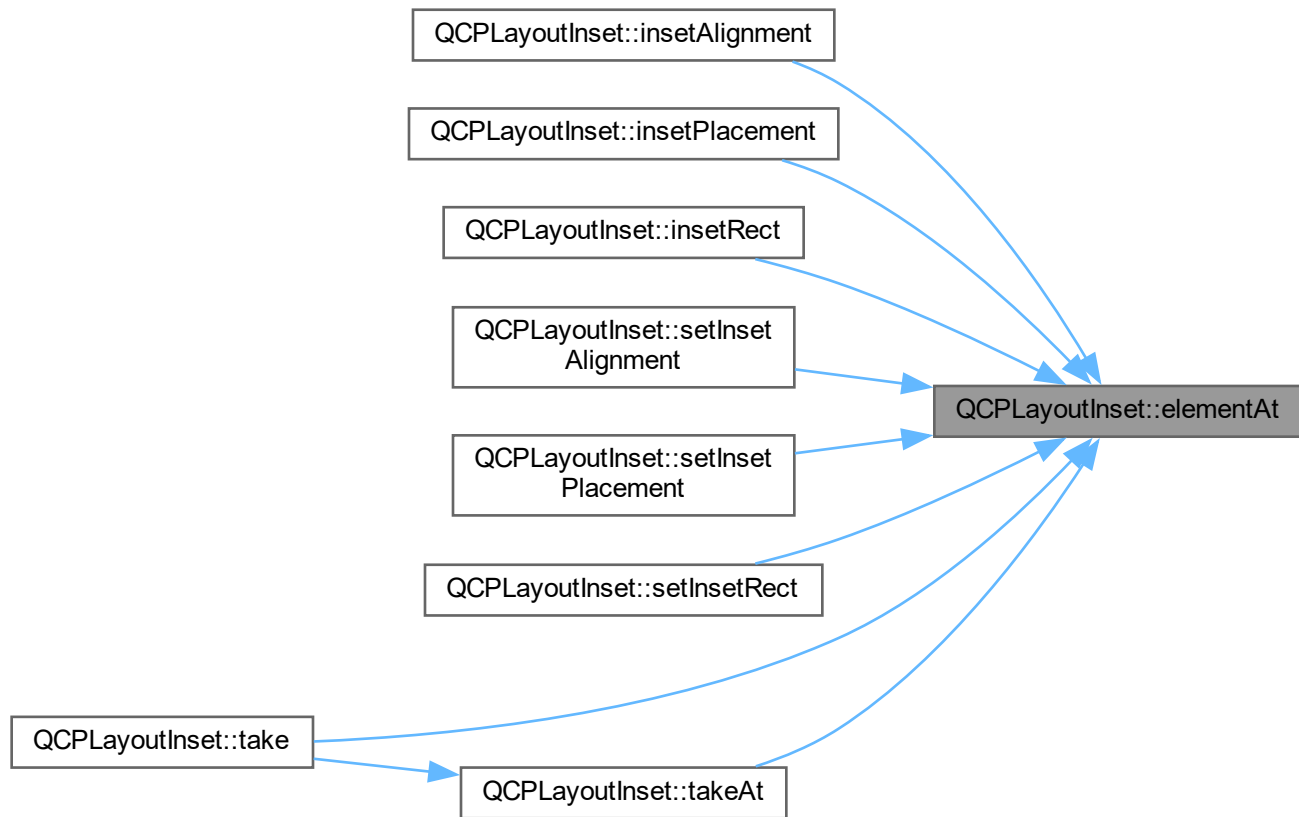 QCPLayoutInset::insetAlignment
QCPLayoutInset::insetPlacement
QCPLayoutInset::insetRect
QCPLayoutInset::setInset
Alignment
QCPLayoutInset::elementAt
QCPLayoutInset::setInset
Placement
QCPLayoutInset::setInsetRect
QCPLayoutInset::take
QCPLayoutInset::takeAt